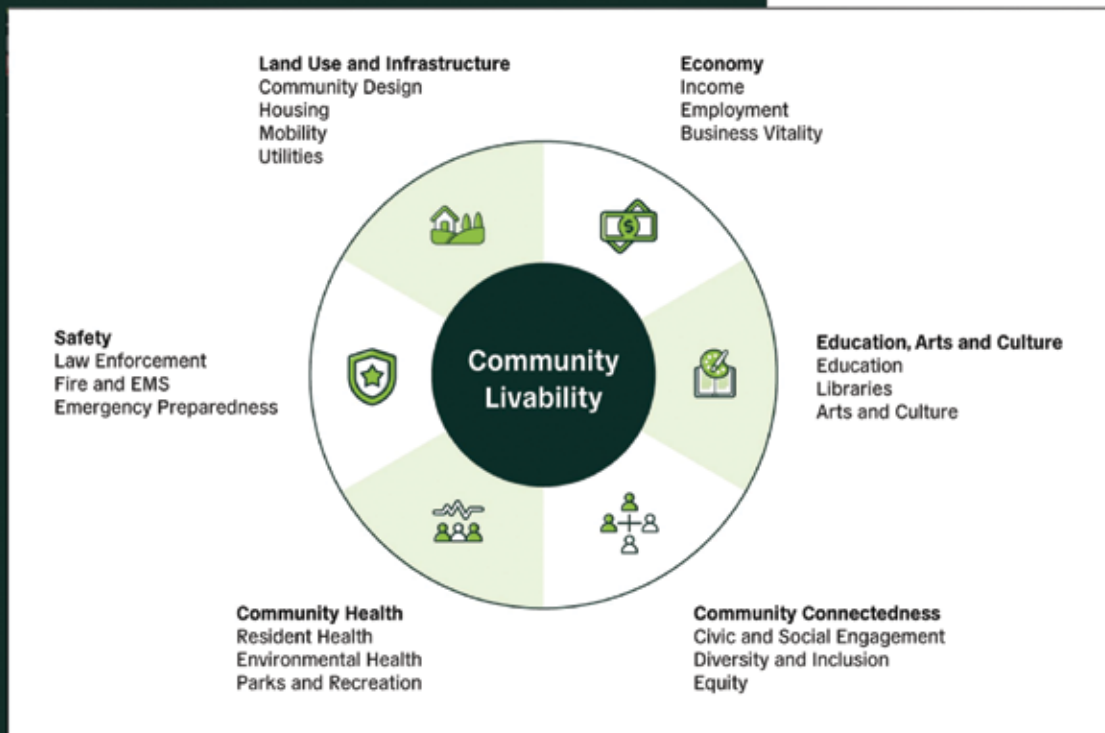 Land Use and Infrastructure
Community Design
Housing
Mobility
Utilities
Economy
Income
Employment
Business Vitality
$
Safety
Law Enforcement
Fire and EMS
Emergency Preparedness
Community
Livability
Education, Arts and Culture
Education
Libraries
Arts and Culture
Community Health
Resident Health
Environmental Health
Parks and Recreation
Community Connectedness
Civic and Social Engagement
Diversity and Inclusion
Equity